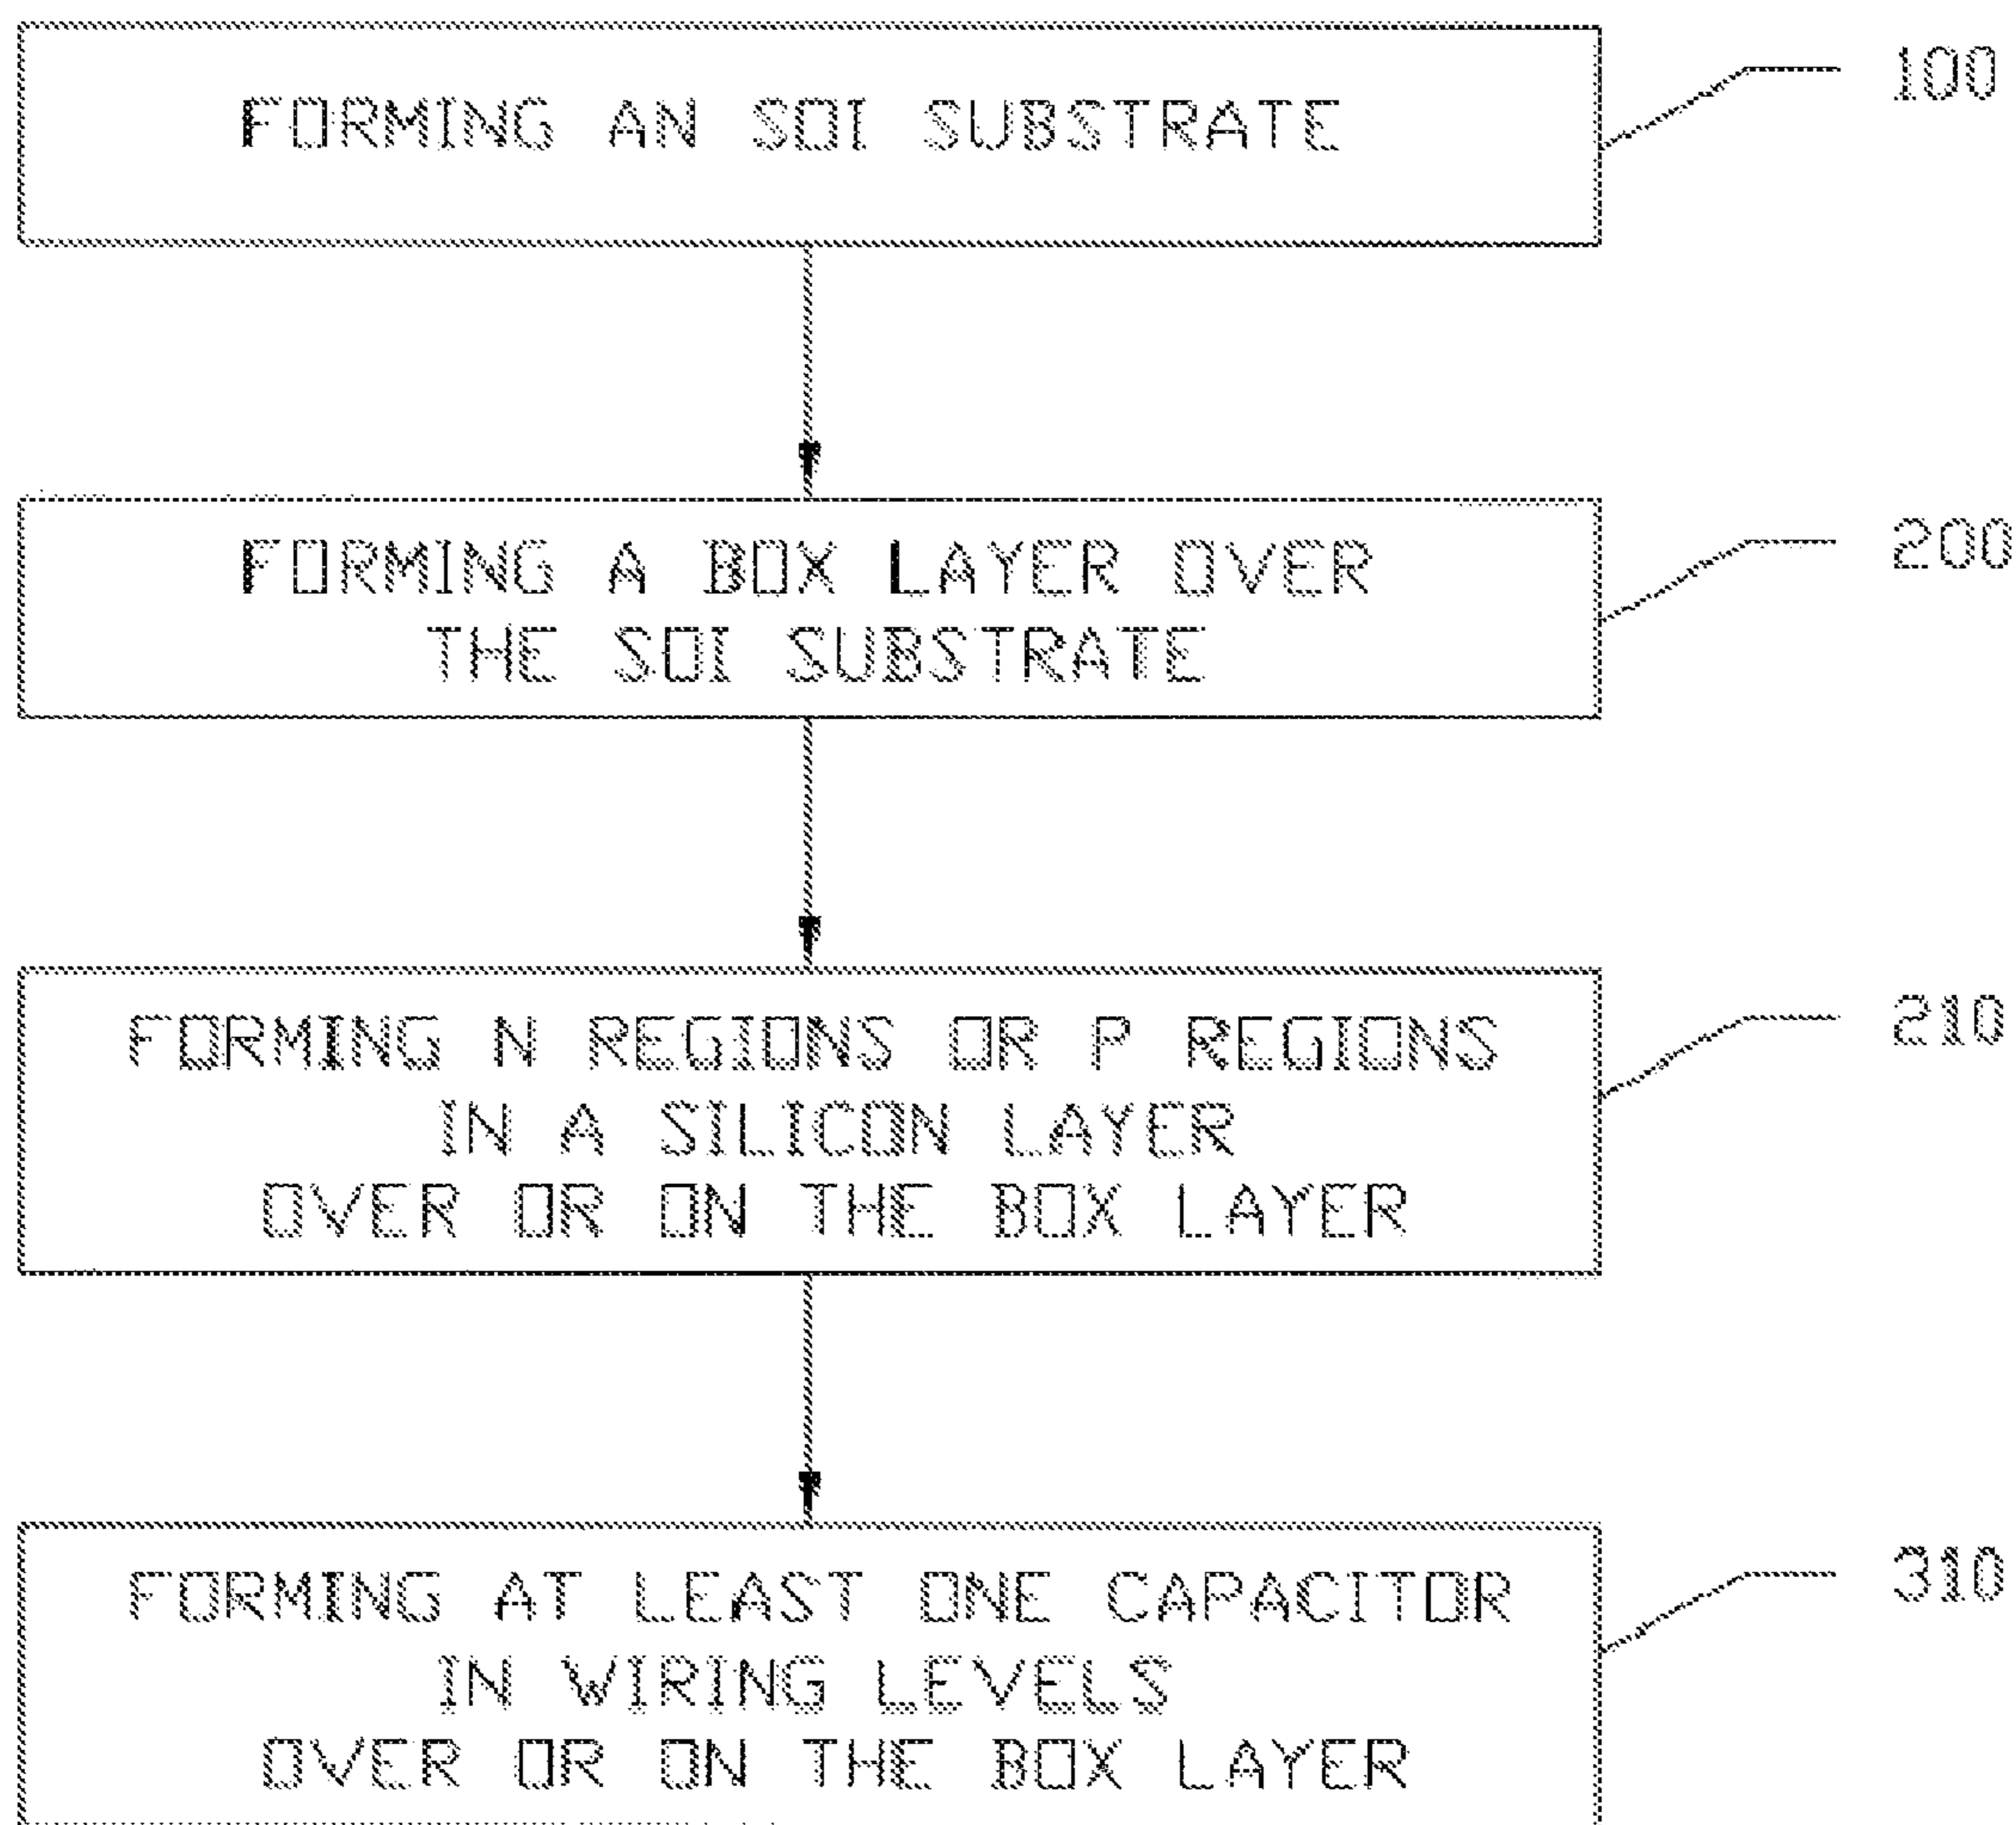 FORMING AN SOI SUBSTRATE
100
FORMING A BOX LAYER OVER
THE SOI SUBSTRATE
200
FORMING N REGIONS OR P REGIONS
IN A SILICON LAYER
OVER OR ON THE BOX LAYER
210
FORMING AT LEAST ONE CAPACITOR
IN WIRING LEVELS
OVER OR ON THE BOX LAYER
310